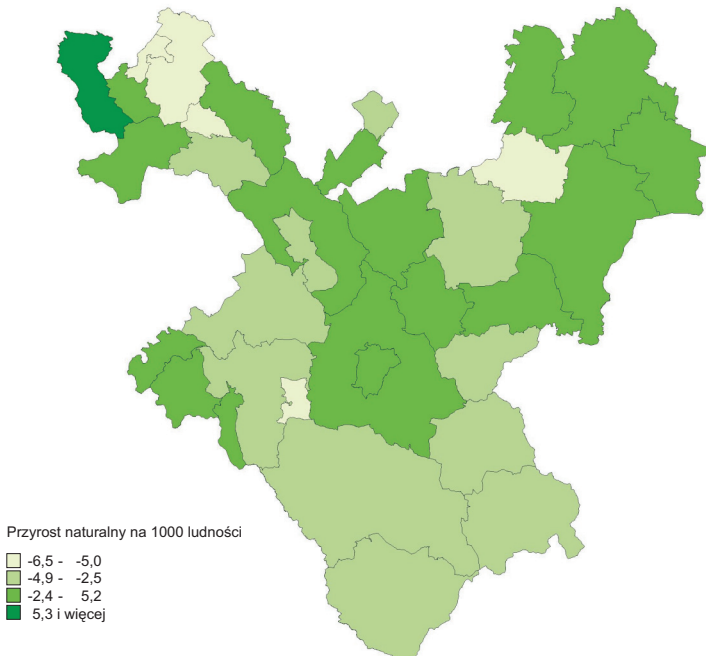 Przyrost naturalny na 1000 ludności
-6,5 - -5,0
-4,9 - -2,5
-2,4 - 5,2
5,3 i więcej